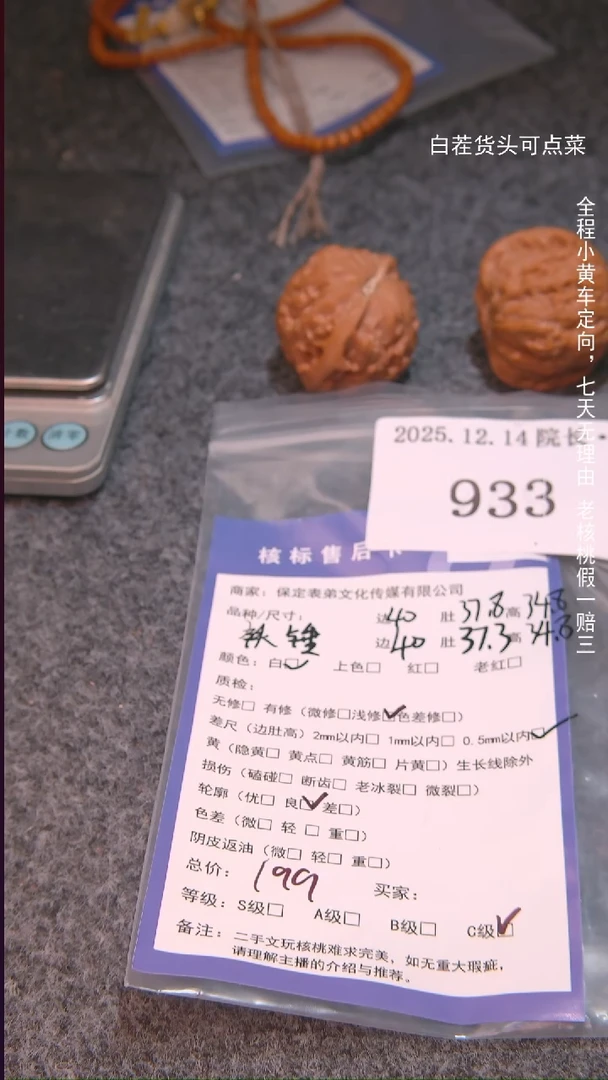 白茬货头可点菜
全程小黄车定向，七天无理由 老核桃假一赔三
清零
2025.12.14 院长·
933
核标售后卡
商家：保定表弟文化传媒有限公司
品种/尺寸： 边40 肚37.8高34.8
铁锉 边40 肚37.3高34.8
颜色：白□ 上色□ 红□ 老红□
质检：
无修□ 有修（微修□浅修□色差修□）
差尺（边肚高）2mm以内□ 1mm以内□ 0.5mm以内□
黄（隐黄□ 黄点□ 黄筋□ 片黄□）生长线除外
损伤（磕碰□ 断齿□ 老冰裂□ 微裂□）
轮廓（优□ 良□ 差□）
色差（微□ 轻□ 重□）
阴皮返油（微□ 轻□ 重□）
总价： 199 买家：
等级：S级□ A级□ B级□ C级□
备注：二手文玩核桃难求完美，如无重大瑕疵，
请理解主播的介绍与推荐。